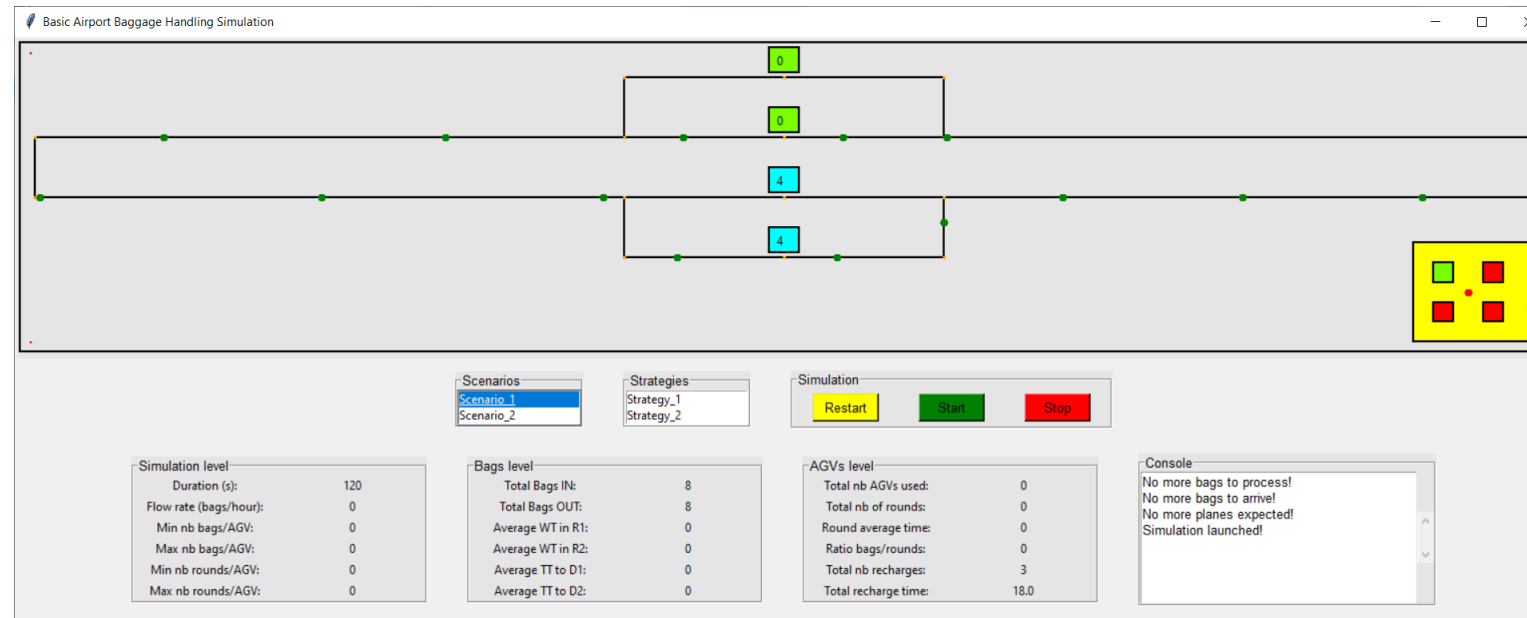 Basic Airport Baggage Handling Simulation
0
0
4
4
Scenarios
Scenario_1
Scenario_2
Strategies
Strategy_1
Strategy_2
Simulation
Restart
Start
Stop
Simulation level
Duration (s): 120
Flow rate (bags/hour): 0
Min nb bags/AGV: 0
Max nb bags/AGV: 0
Min nb rounds/AGV: 0
Max nb rounds/AGV: 0
Bags level
Total Bags IN: 8
Total Bags OUT: 8
Average WT in R1: 0
Average WT in R2: 0
Average TT to D1: 0
Average TT to D2: 0
AGVs level
Total nb AGVs used: 0
Total nb of rounds: 0
Round average time: 0
Ratio bags/rounds: 0
Total nb recharges: 3
Total recharge time: 18.0
Console
No more bags to process!
No more bags to arrive!
No more planes expected!
Simulation launched!